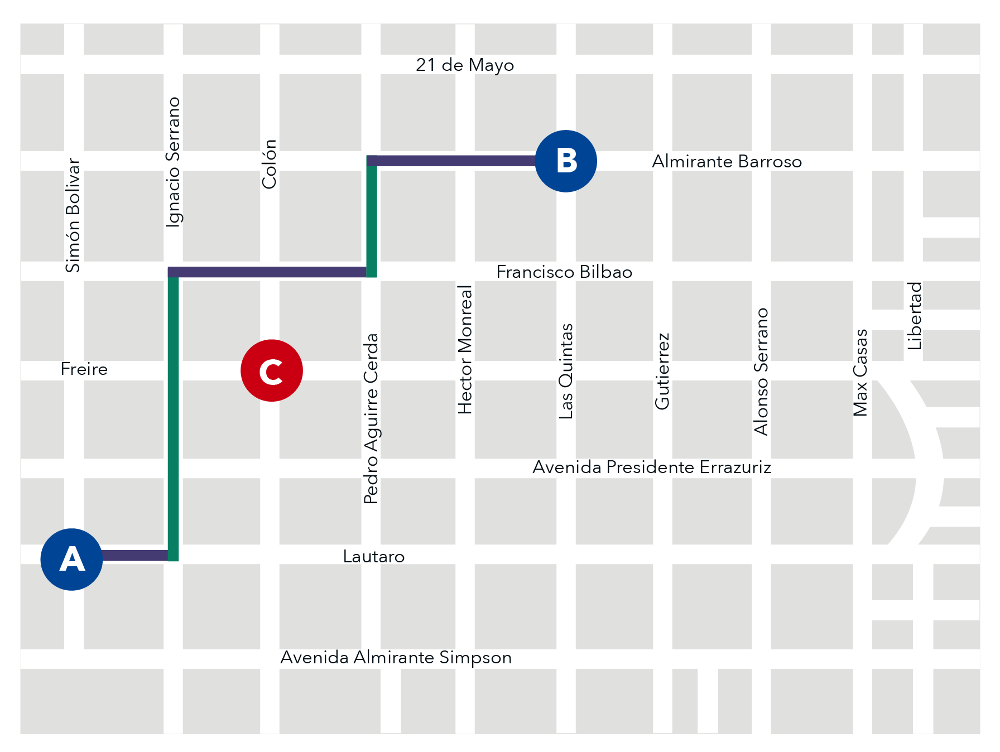 21 de Mayo
Ignacio Serrano
Colón
Simón Bolivar
B
Almirante Barroso
Francisco Bilbao
Libertad
Hector Monreal
Las Quintas
Gutierrez
Alonso Serrano
Max Casas
Pedro Aguirre Cerda
Freire
C
Avenida Presidente Errazuriz
A
Lautaro
Avenida Almirante Simpson